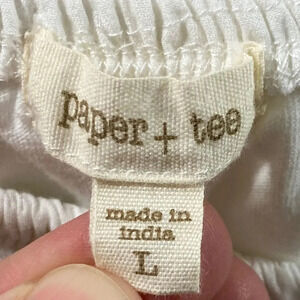 paper + tee
made in
india
L